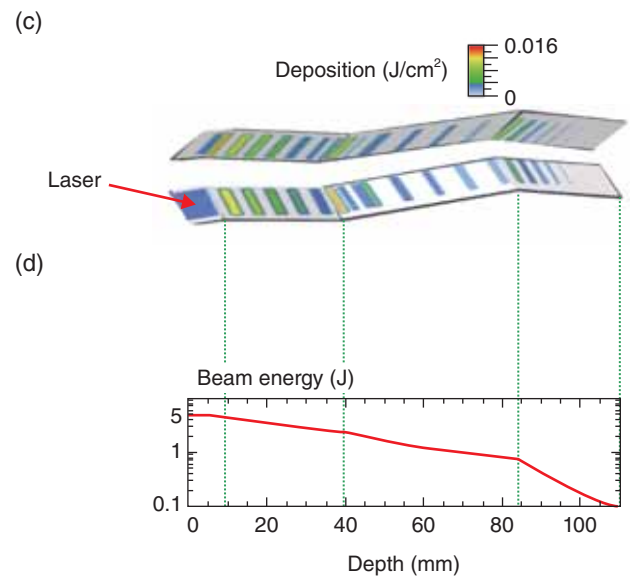 (c)
0.016
Deposition (J/cm²)
0
Laser
(d)
Beam energy (J)
5
1
0.1
0 20 40 60 80 100
Depth (mm)